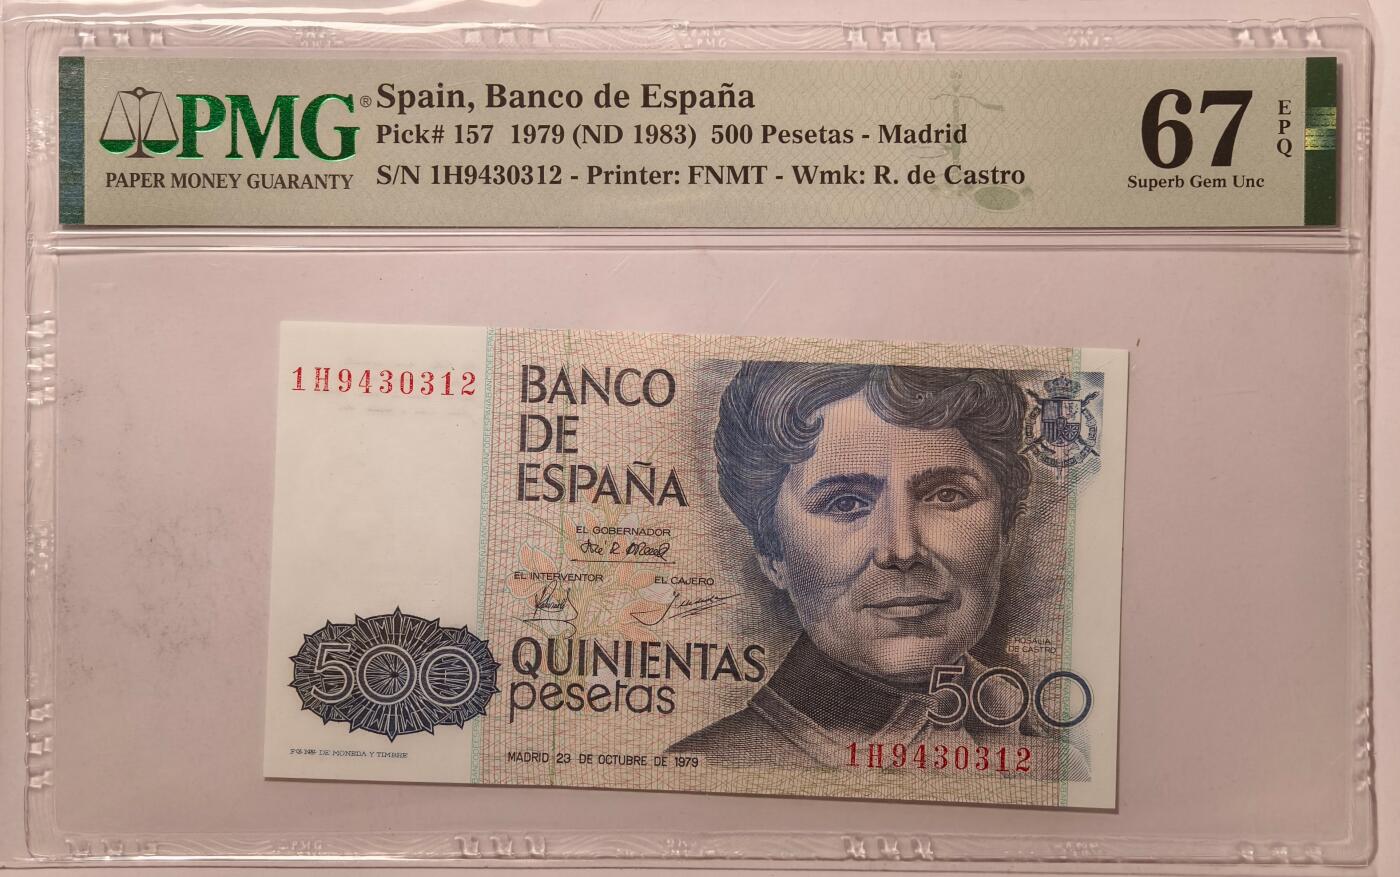 PMG®
PAPER MONEY GUARANTY
Spain, Banco de España
Pick# 157 1979 (ND 1983) 500 Pesetas - Madrid
S/N 1H9430312 - Printer: FNMT - Wmk: R. de Castro
67
EPQ
Superb Gem Unc
1H9430312
BANCO
DE
ESPAÑA
EL GOBERNADOR
EL INTERVENTOR
EL CAJERO
QUINIENTAS
pesetas
500
ROSALIA
DE CASTRO
500
DE MONEDA Y TIMBRE
MADRID 23 DE OCTUBRE DE 1979
1H9430312